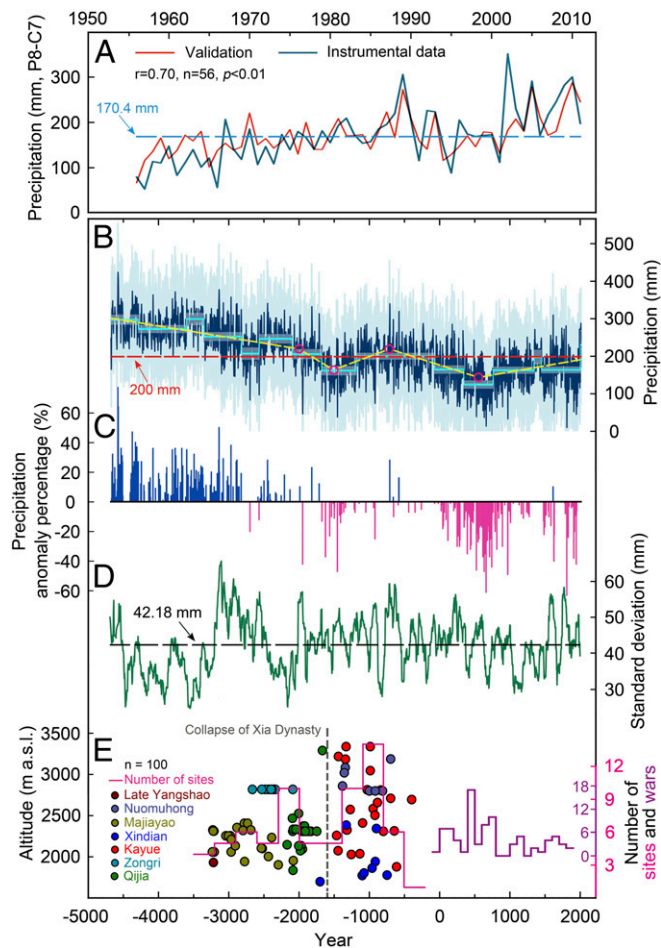 1950 1960 1970 1980 1990 2000 2010
A
Validation Instrumental data
r=0.70, n=56, p<0.01
170.4 mm
Precipitation (mm, P8-C7)
300
200
100
0
B
500
400
300
200
100
0
Precipitation (mm)
200 mm
C
Precipitation
anomaly percentage (%)
60
40
20
0
-20
-40
-60
D
42.18 mm
Standard deviation (mm)
60
50
40
30
Collapse of Xia Dynasty
E
n = 100
Number of sites
Late Yangshao
Nuomuhong
Majiayao
Xindian
Kayue
Zongri
Qijia
Altitude (m a.s.l.)
3500
3000
2500
2000
18
12
6
0
12
9
6
3
Number of
sites and wars
-5000 -4000 -3000 -2000 -1000 0 1000 2000
Year